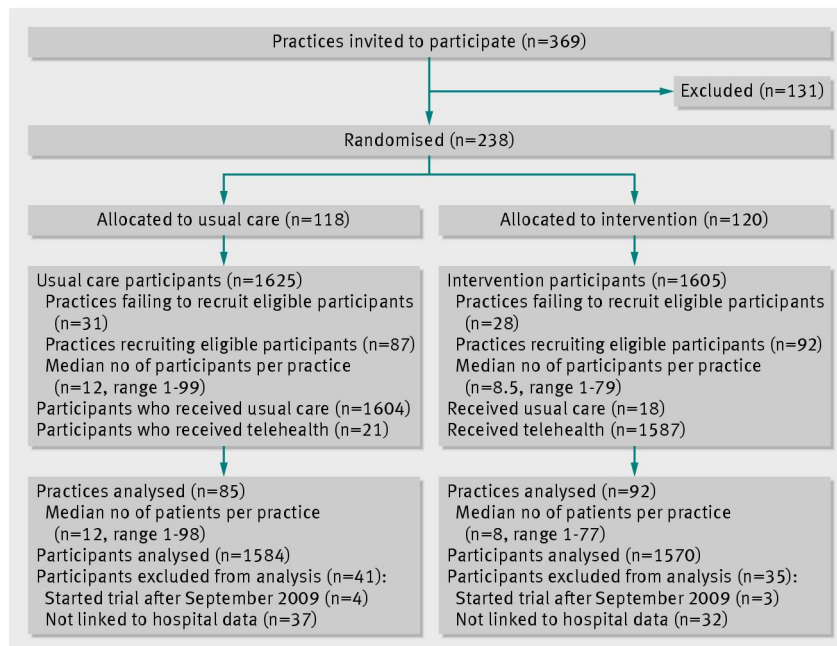 Practices invited to participate (n=369)
Excluded (n=131)
Randomised (n=238)
Allocated to usual care (n=118)
Allocated to intervention (n=120)
Usual care participants (n=1625)
Practices failing to recruit eligible participants
(n=31)
Practices recruiting eligible participants (n=87)
Median no of participants per practice
(n=12, range 1-99)
Participants who received usual care (n=1604)
Participants who received telehealth (n=21)
Intervention participants (n=1605)
Practices failing to recruit eligible participants
(n=28)
Practices recruiting eligible participants (n=92)
Median no of participants per practice
(n=8.5, range 1-79)
Received usual care (n=18)
Received telehealth (n=1587)
Practices analysed (n=85)
Median no of patients per practice
(n=12, range 1-98)
Participants analysed (n=1584)
Participants excluded from analysis (n=41):
Started trial after September 2009 (n=4)
Not linked to hospital data (n=37)
Practices analysed (n=92)
Median no of patients per practice
(n=8, range 1-77)
Participants analysed (n=1570)
Participants excluded from analysis (n=35):
Started trial after September 2009 (n=3)
Not linked to hospital data (n=32)